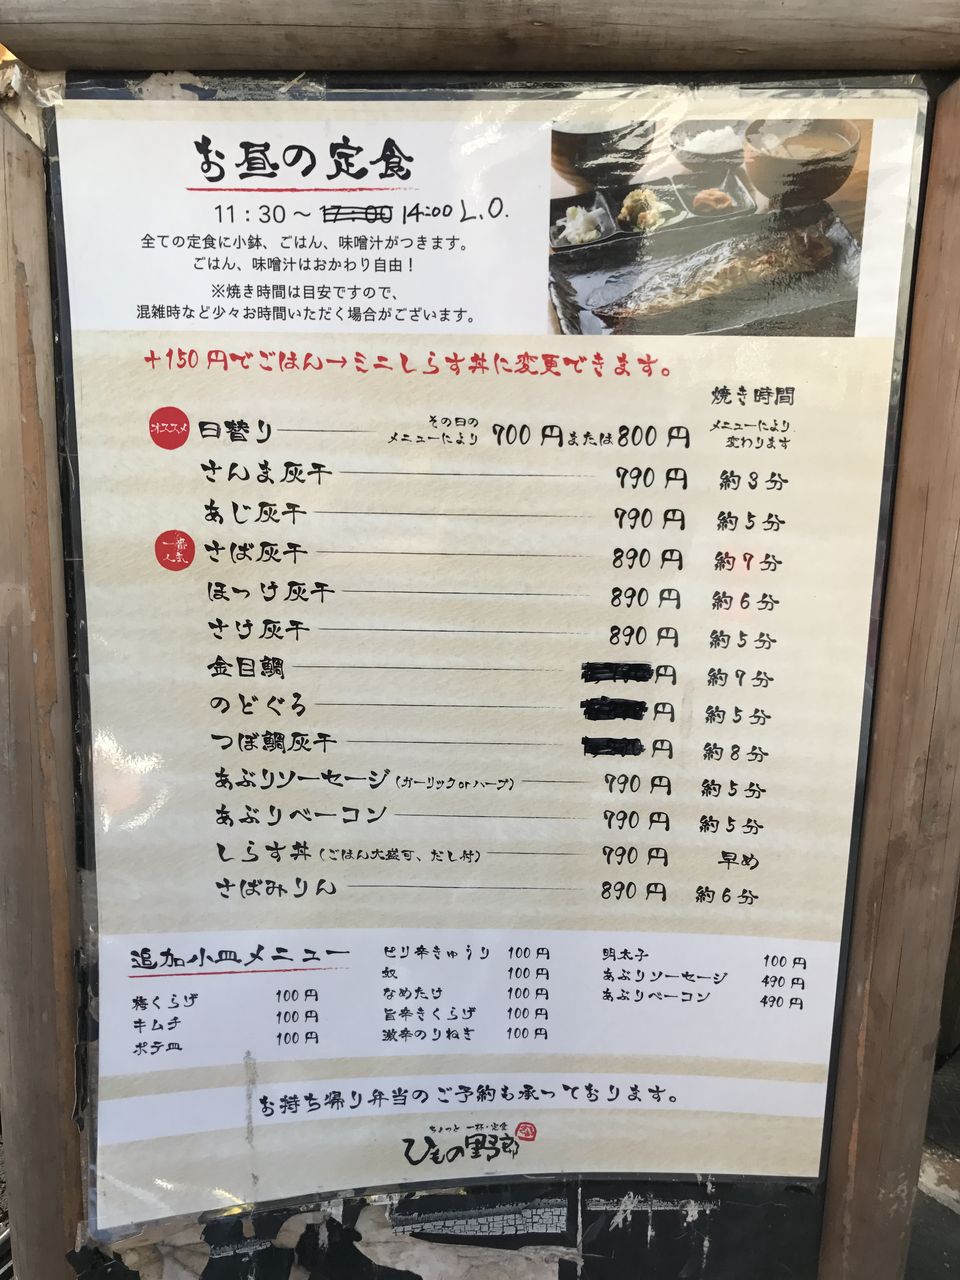 お昼の定食
11:30～17:00 14:00 L.O.
全ての定食に小鉢、ごはん、味噌汁がつきます。
ごはん、味噌汁はおかわり自由！
※焼き時間は目安ですので、
混雑時など少々お時間いただく場合がございます。
+150円でごはん→ミニしらす丼に変更できます。
焼き時間
オススメ 日替り その日のメニューにより 700円または800円 メニューにより変わります
さんま灰干 790円 約3分
あじ灰干 790円 約5分
一番人気 さば灰干 890円 約7分
ほっけ灰干 890円 約6分
さけ灰干 890円 約5分
金目鯛 円 約7分
のどぐろ 円 約5分
つぼ鯛灰干 円 約8分
あぶりソーセージ(ガーリックorハーブ) 790円 約5分
あぶりベーコン 790円 約5分
しらす丼(ごはん大盛可、だし付) 790円 早め
さばみりん 890円 約6分
追加小皿メニュー
梅くらげ 100円
キムチ 100円
ポテ皿 100円
ピリ辛きゅうり 100円
奴 100円
なめたけ 100円
旨辛きくらげ 100円
激辛のりねぎ 100円
明太子 100円
あぶりソーセージ 490円
あぶりベーコン 490円
お持ち帰り弁当のご予約も承っております。
ちょっと一杯・定食
ひもの野郎